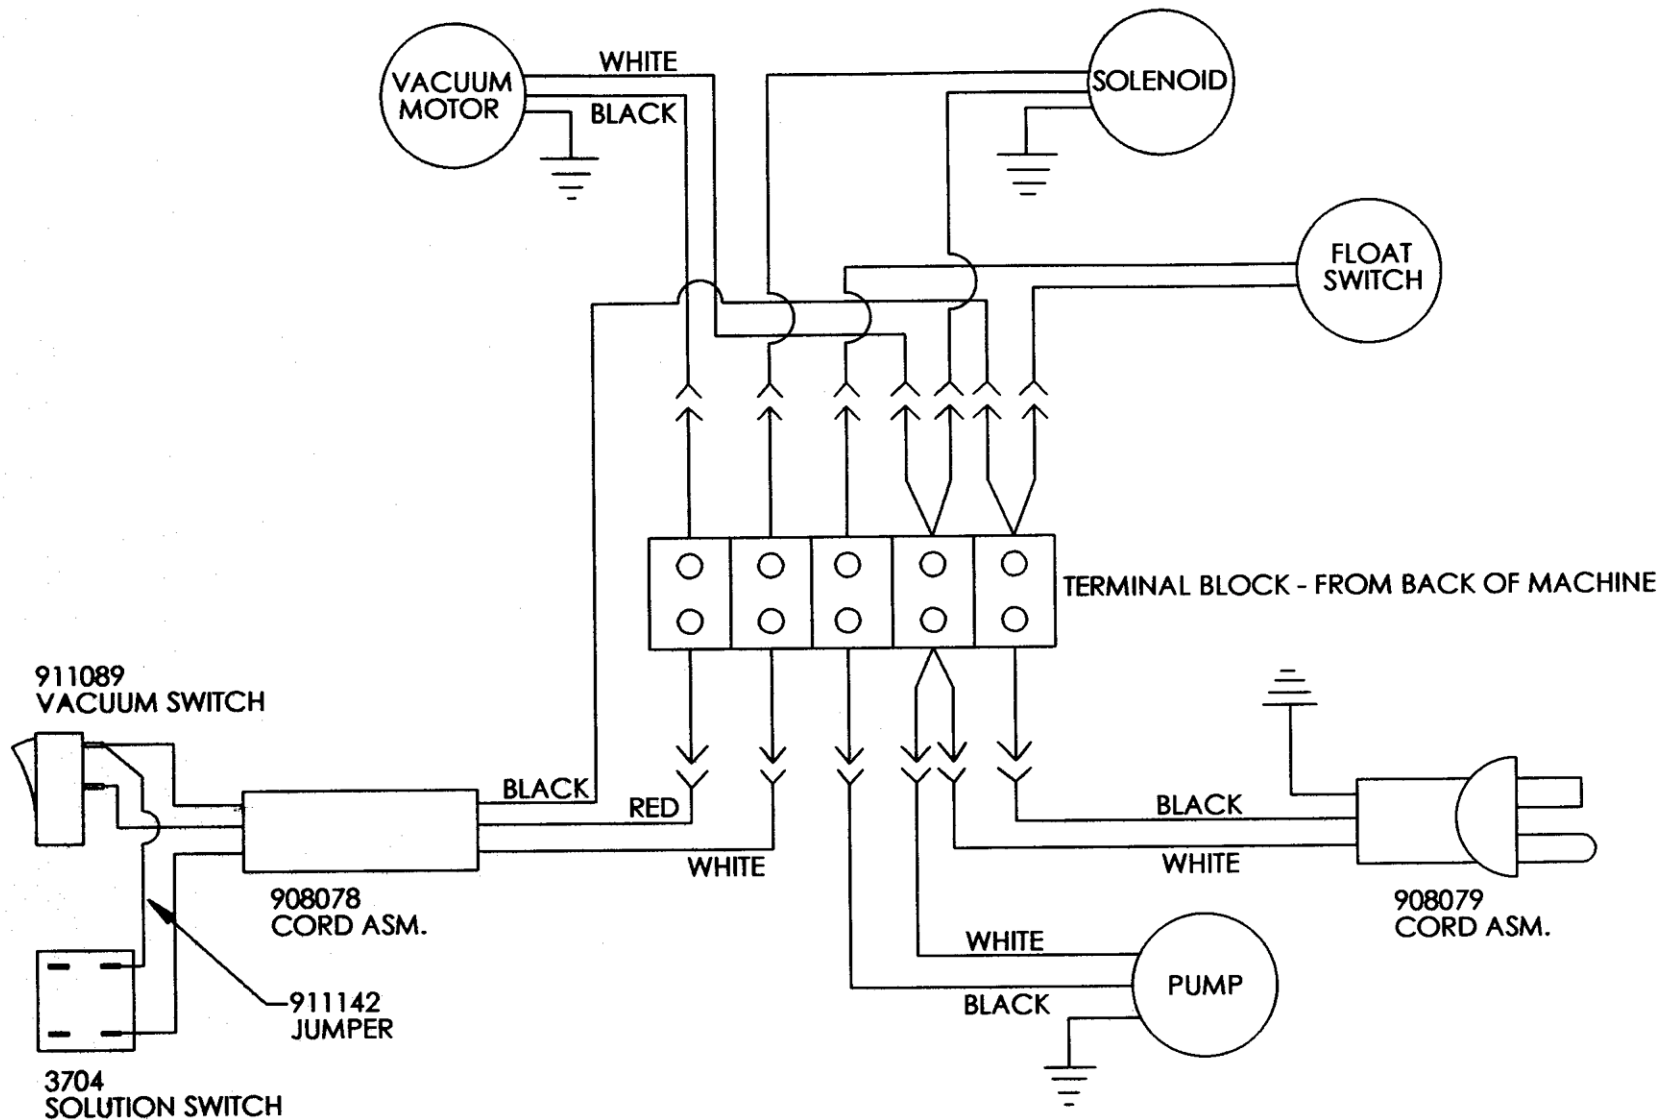 WHITE
VACUUM
MOTOR
BLACK
SOLENOID
FLOAT
SWITCH
TERMINAL BLOCK - FROM BACK OF MACHINE
911089
VACUUM SWITCH
BLACK
RED
WHITE
908078
CORD ASM.
BLACK
WHITE
908079
CORD ASM.
WHITE
BLACK
PUMP
911142
JUMPER
3704
SOLUTION SWITCH